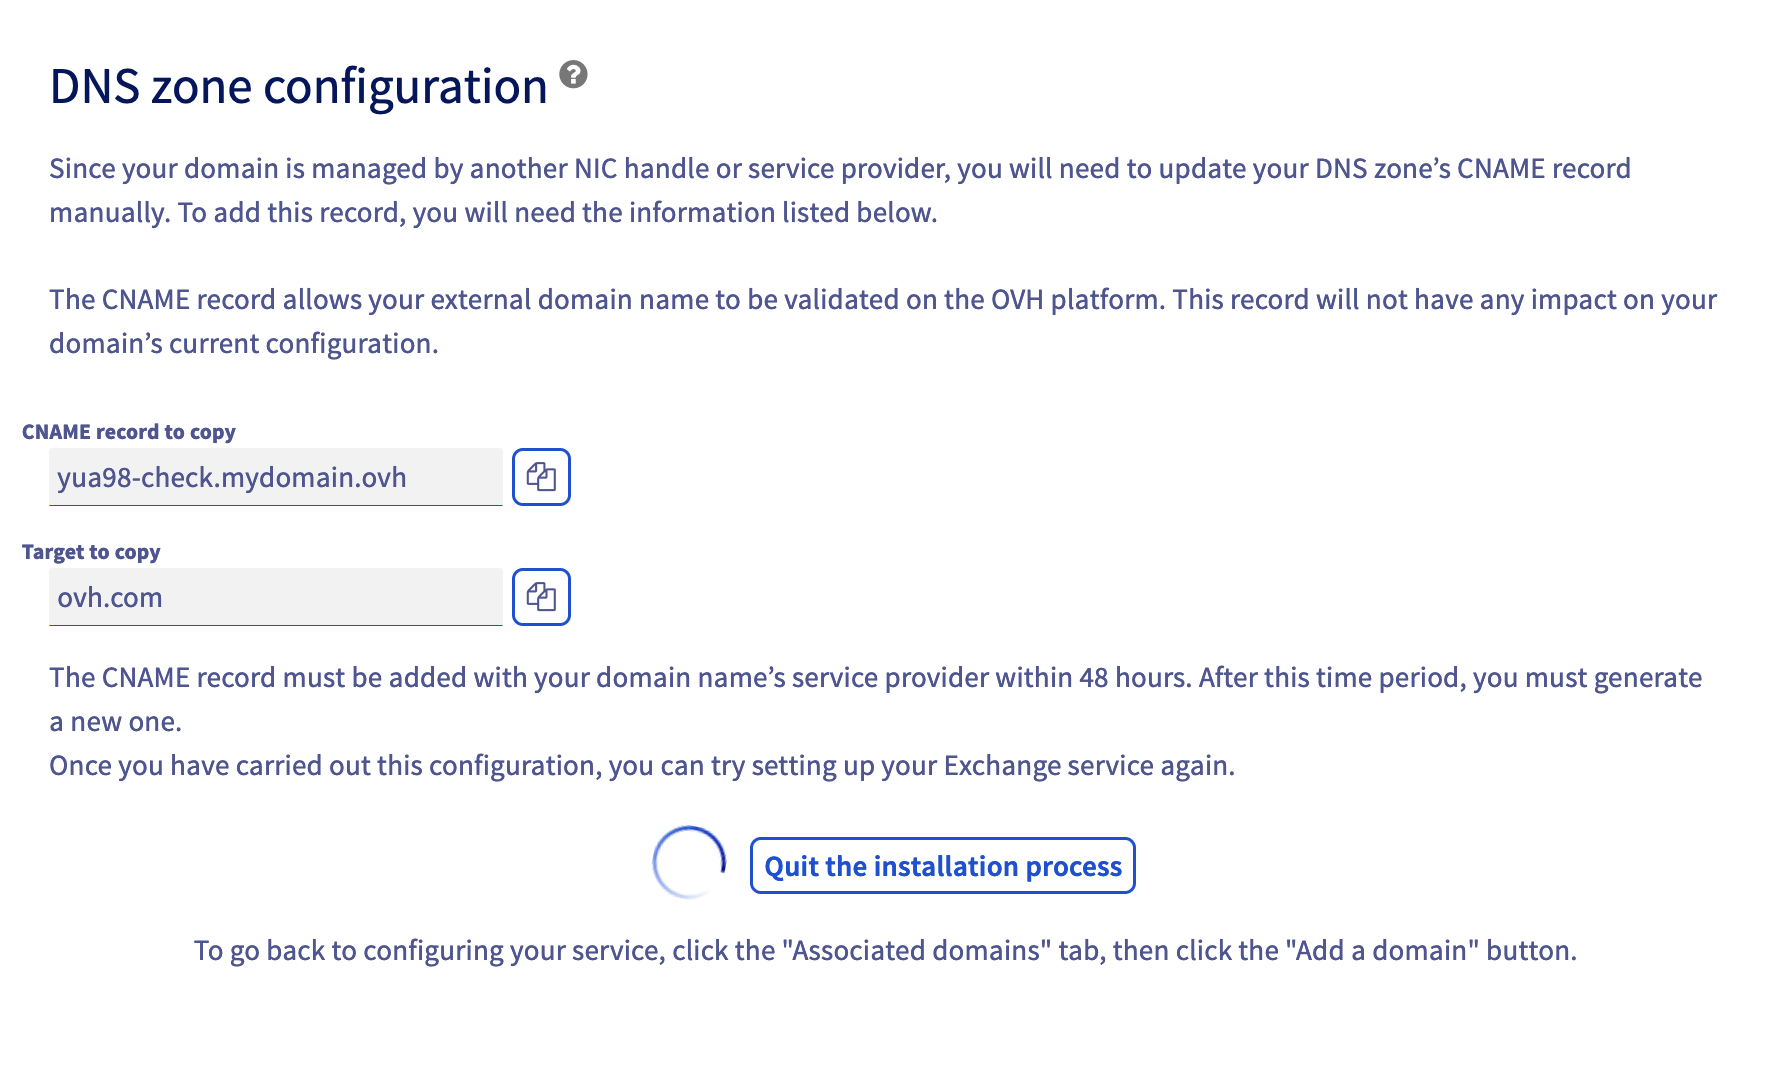 DNS zone configuration ?
Since your domain is managed by another NIC handle or service provider, you will need to update your DNS zone’s CNAME record
manually. To add this record, you will need the information listed below.
The CNAME record allows your external domain name to be validated on the OVH platform. This record will not have any impact on your
domain’s current configuration.
CNAME record to copy
yua98-check.mydomain.ovh
Target to copy
ovh.com
The CNAME record must be added with your domain name’s service provider within 48 hours. After this time period, you must generate
a new one.
Once you have carried out this configuration, you can try setting up your Exchange service again.
Quit the installation process
To go back to configuring your service, click the "Associated domains" tab, then click the "Add a domain" button.